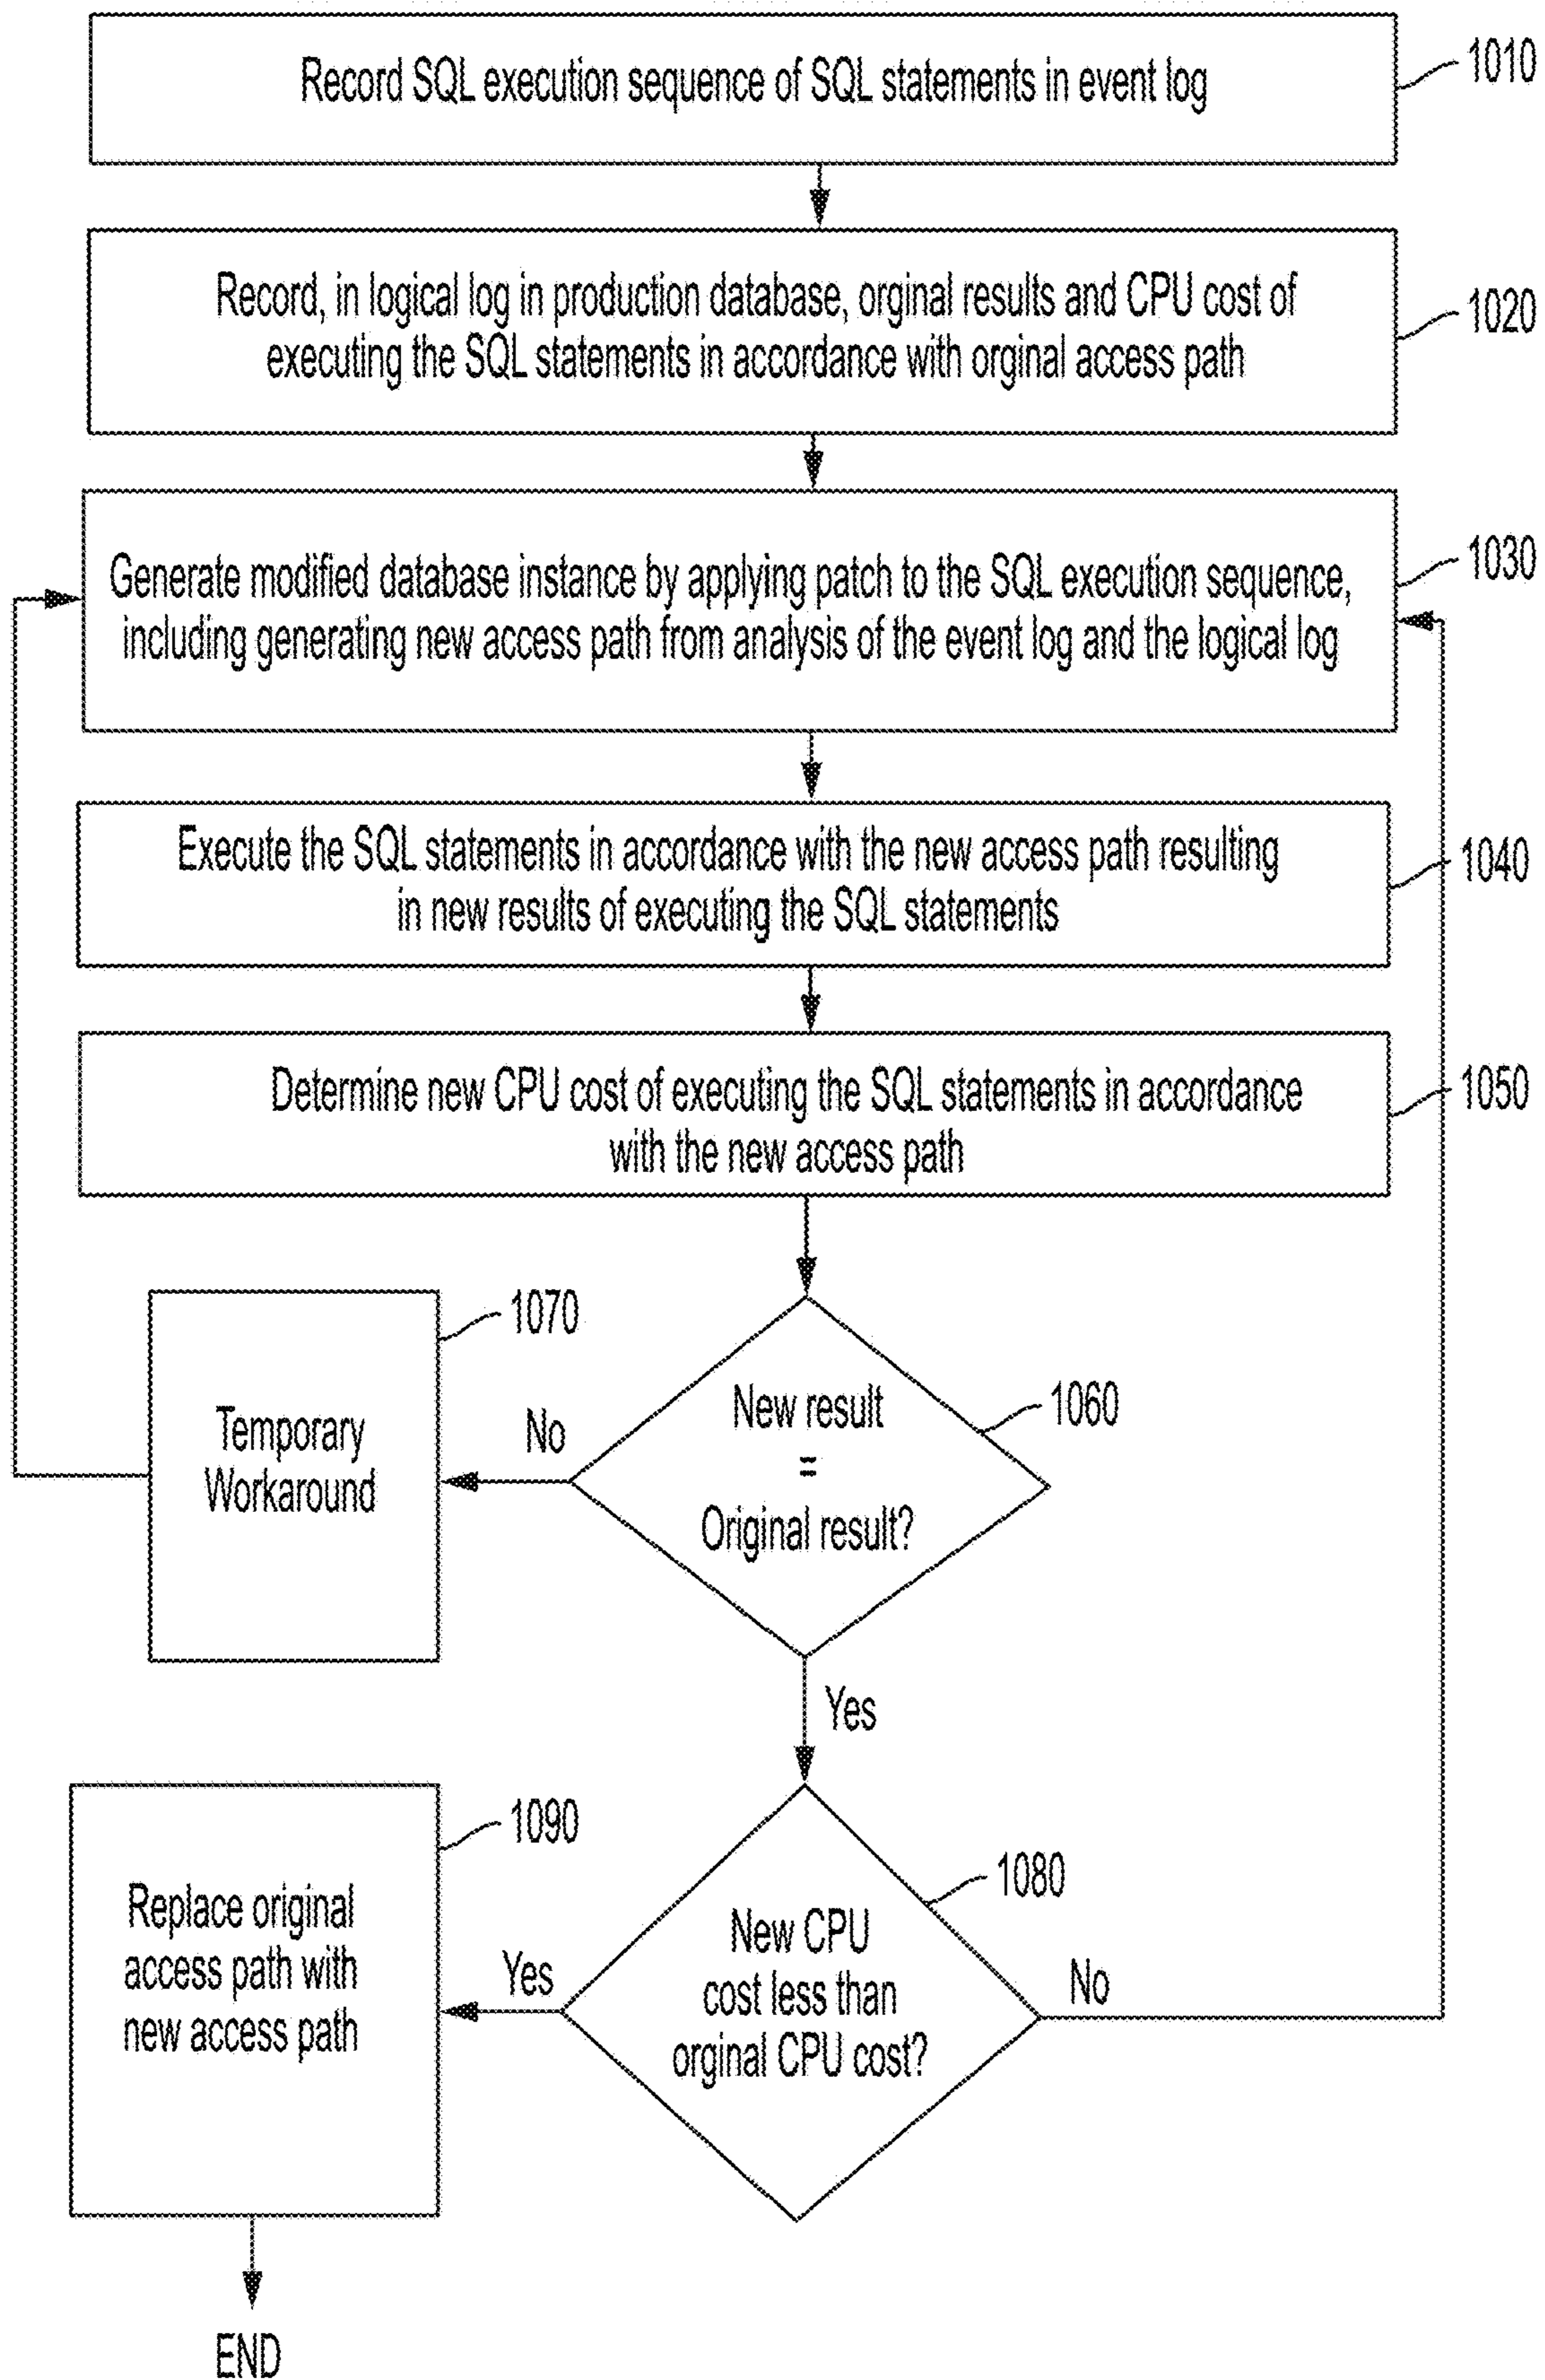 Record SQL execution sequence of SQL statements in event log
1010
Record, in logical log in production database, orginal results and CPU cost of
executing the SQL statements in accordance with orginal access path
1020
Generate modified database instance by applying patch to the SQL execution sequence,
including generating new access path from analysis of the event log and the logical log
1030
Execute the SQL statements in accordance with the new access path resulting
in new results of executing the SQL statements
1040
Determine new CPU cost of executing the SQL statements in accordance
with the new access path
1050
1070
Temporary
Workaround
No
New result
=
Original result?
1060
Yes
1090
Replace original
access path with
new access path
Yes
New CPU
cost less than
orginal CPU cost?
1080
No
END